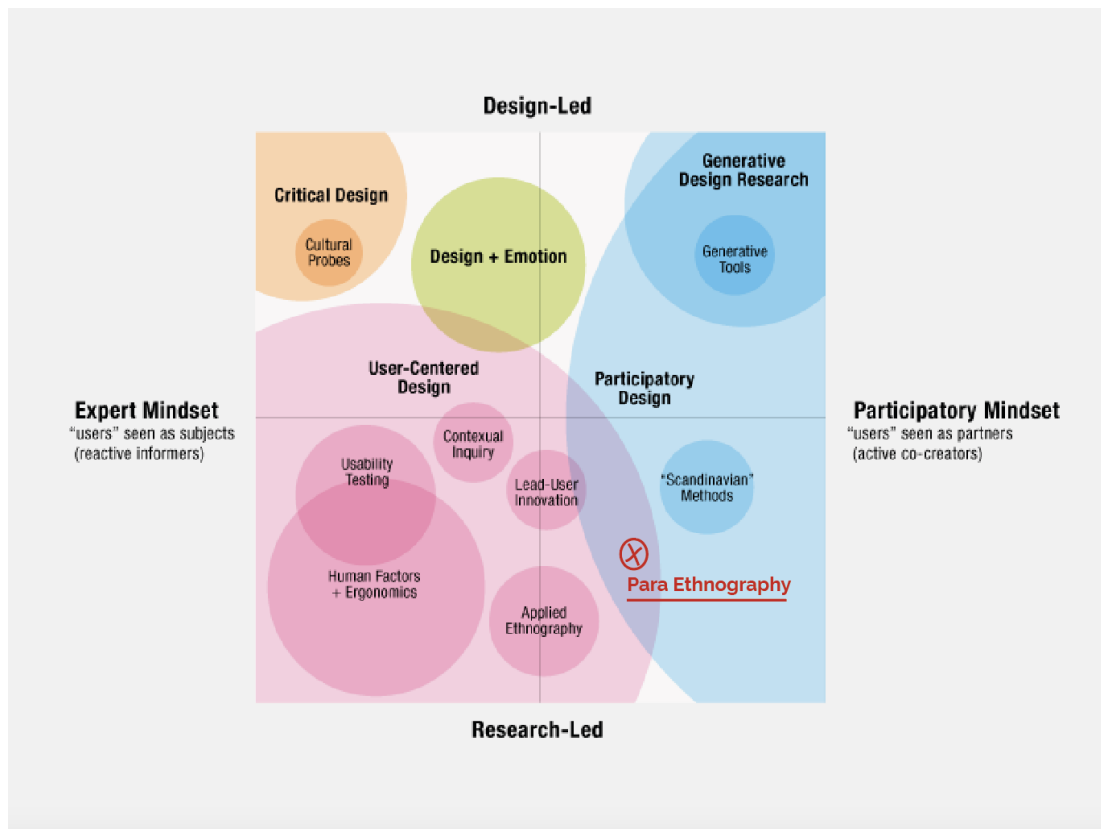 Design-Led
Generative
Design Research
Critical Design
Cultural
Probes
Design + Emotion
Generative
Tools
User-Centered
Design
Participatory
Design
Expert Mindset
“users” seen as subjects
(reactive informers)
Participatory Mindset
“users” seen as partners
(active co-creators)
Contexual
Inquiry
Usability
Testing
Lead-User
Innovation
“Scandinavian”
Methods
Para Ethnography
Human Factors
+ Ergonomics
Applied
Ethnography
Research-Led